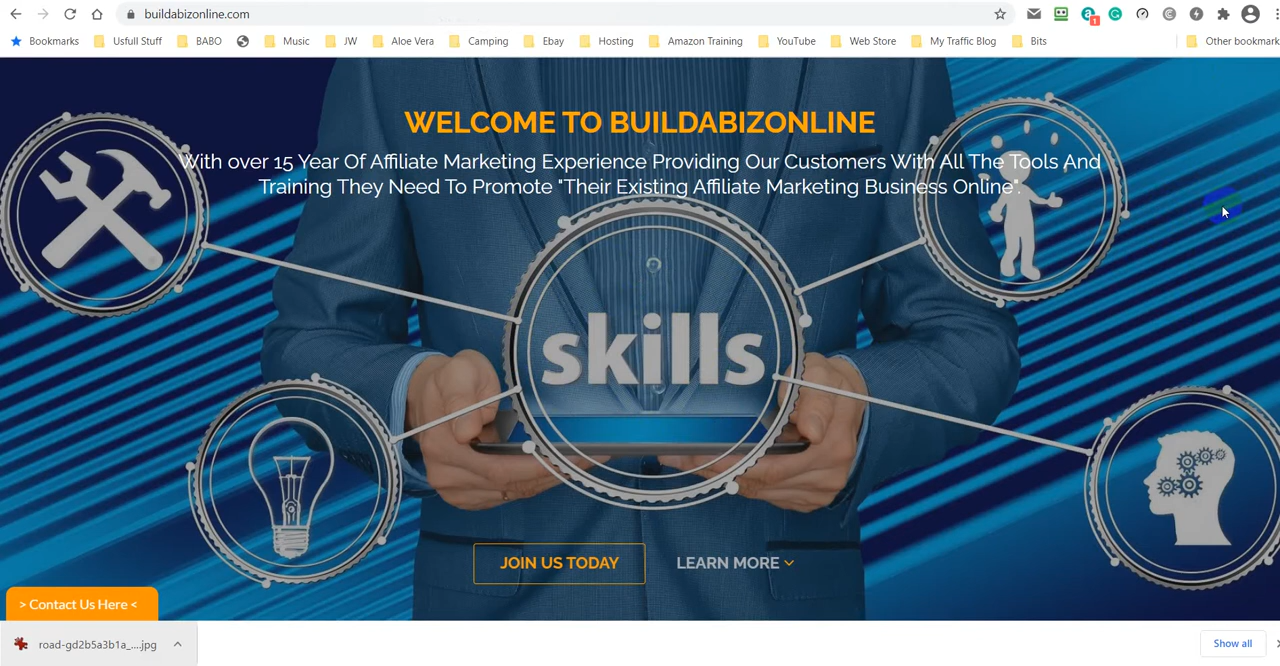 buildabizonline.com
1
Bookmarks
Usfull Stuff
BABO
Music
JW
Aloe Vera
Camping
Ebay
Hosting
Amazon Training
YouTube
Web Store
My Traffic Blog
Bits
Other bookmark
WELCOME TO BUILDABIZONLINE
With over 15 Year Of Affiliate Marketing Experience Providing Our Customers With All The Tools And
Training They Need To Promote "Their Existing Affiliate Marketing Business Online".
skills
JOIN US TODAY
LEARN MORE
> Contact Us Here <
road-gd2b5a3b1a_....jpg
Show all